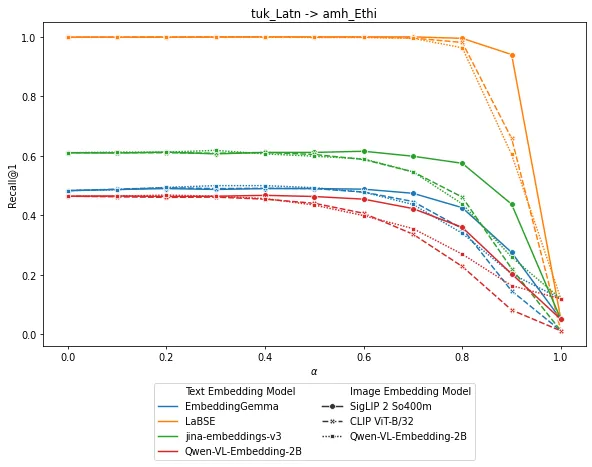 tuk_Latn -> amh_Ethi
Recall@1
1.0
0.8
0.6
0.4
0.2
0.0
0.0 0.2 0.4 0.6 0.8 1.0
α
Text Embedding Model
EmbeddingGemma
LaBSE
jina-embeddings-v3
Qwen-VL-Embedding-2B
Image Embedding Model
SigLIP 2 So400m
CLIP ViT-B/32
Qwen-VL-Embedding-2B